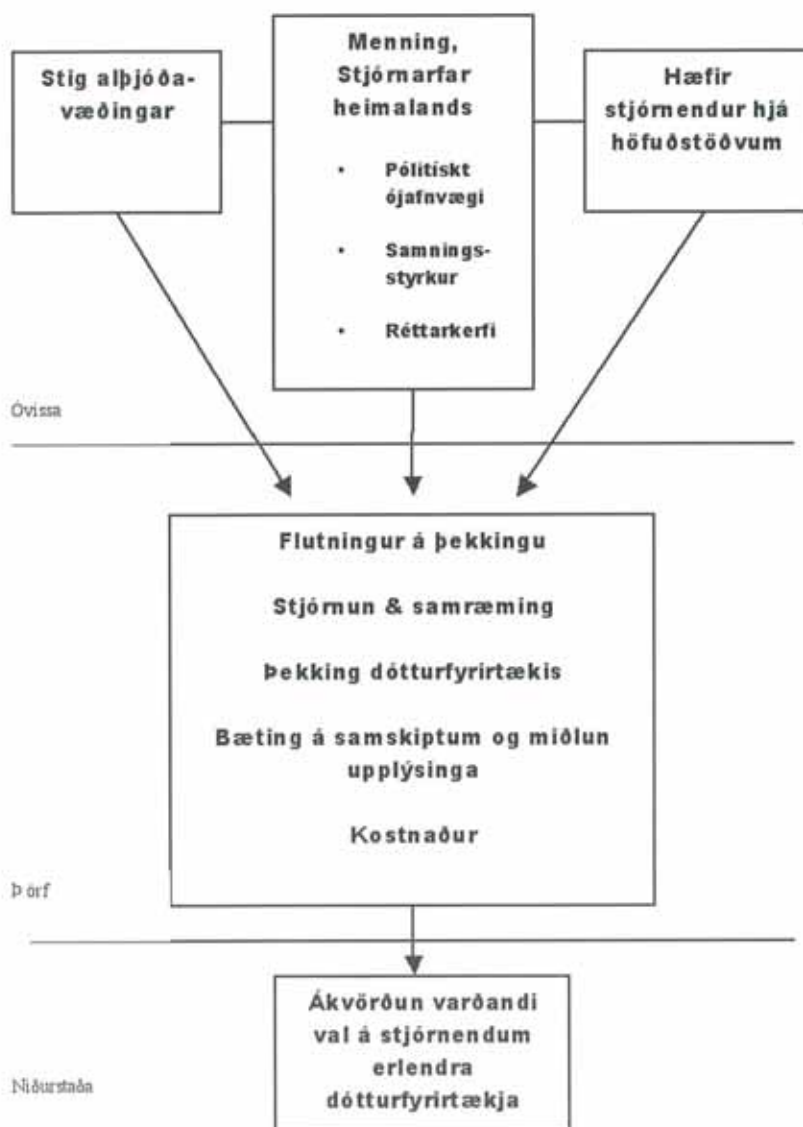 Stig alþjóða-
væðingar
Menning,
Stjórnarfar
heimalands
• Pólitískt
ójafnvægi
• Samnings-
styrkur
• Réttarkerfi
Hæfir
stjórnendur hjá
höfuðstöðvum
Óvissa
Flutningur á þekkingu
Stjórnun & samræming
Þekking dótturfyrirtækis
Bæting á samskiptum og miðlun
upplýsinga
Kostnaður
Þörf
Ákvörðun varðandi
val á stjórnendum
erlendra
dótturfyrirtækja
Niðurstaða